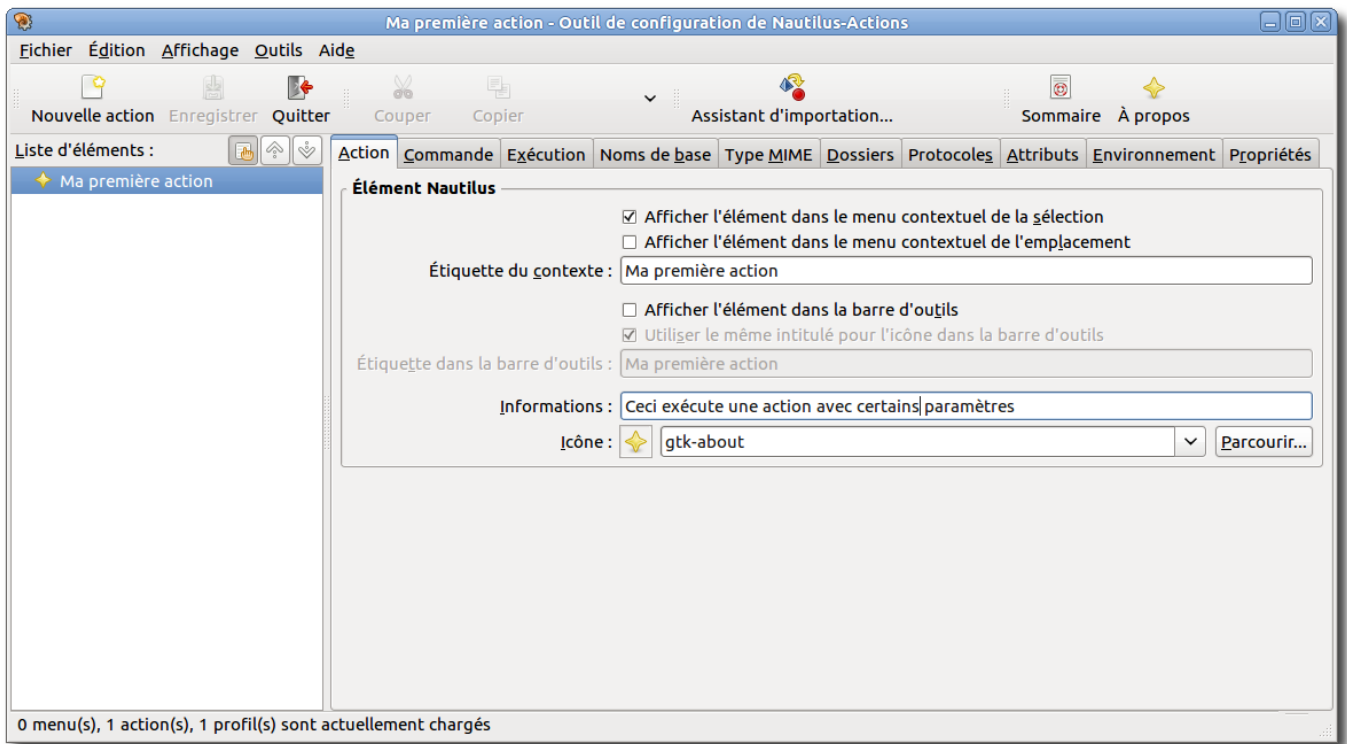 Ma première action - Outil de configuration de Nautilus-Actions
Fichier Édition Affichage Outils Aide
Nouvelle action Enregistrer Quitter Couper Copier Assistant d'importation... Sommaire À propos
Liste d'éléments :
Ma première action
Action Commande Exécution Noms de base Type MIME Dossiers Protocoles Attributs Environnement Propriétés
Élément Nautilus
Afficher l'élément dans le menu contextuel de la sélection
Afficher l'élément dans le menu contextuel de l'emplacement
Étiquette du contexte : Ma première action
Afficher l'élément dans la barre d'outils
Utiliser le même intitulé pour l'icône dans la barre d'outils
Étiquette dans la barre d'outils : Ma première action
Informations : Ceci exécute une action avec certains paramètres
Icône : gtk-about Parcourir...
0 menu(s), 1 action(s), 1 profil(s) sont actuellement chargés